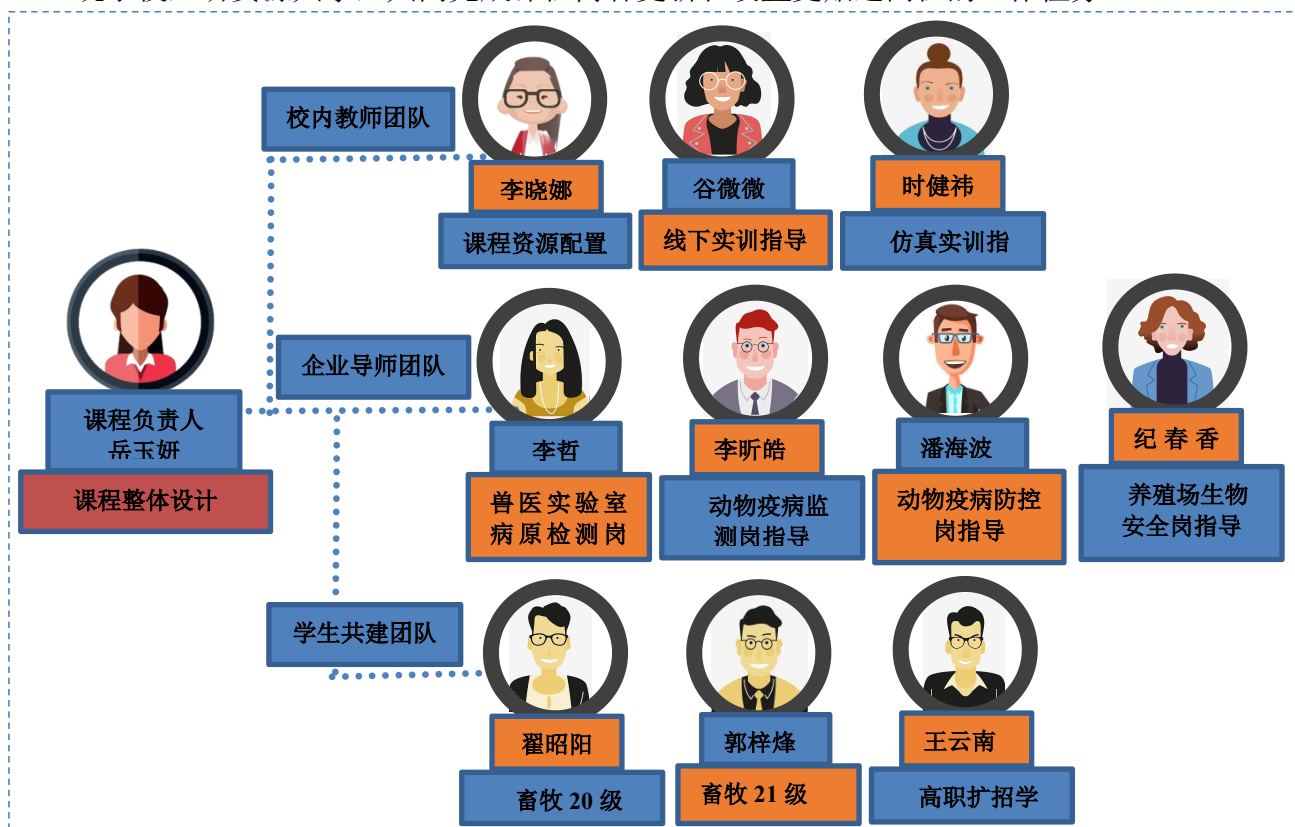 校内教师团队
李晓娜
谷微微
时健祎
课程资源配置
线下实训指导
仿真实训指
课程负责人
岳玉妍
课程整体设计
企业导师团队
李哲
李昕皓
潘海波
纪春香
兽医实验室
病原检测岗
动物疫病监
测岗指导
动物疫病防控
岗指导
养殖场生物
安全岗指导
学生共建团队
翟昭阳
郭梓烽
王云南
畜牧 20 级
畜牧 21 级
高职扩招学